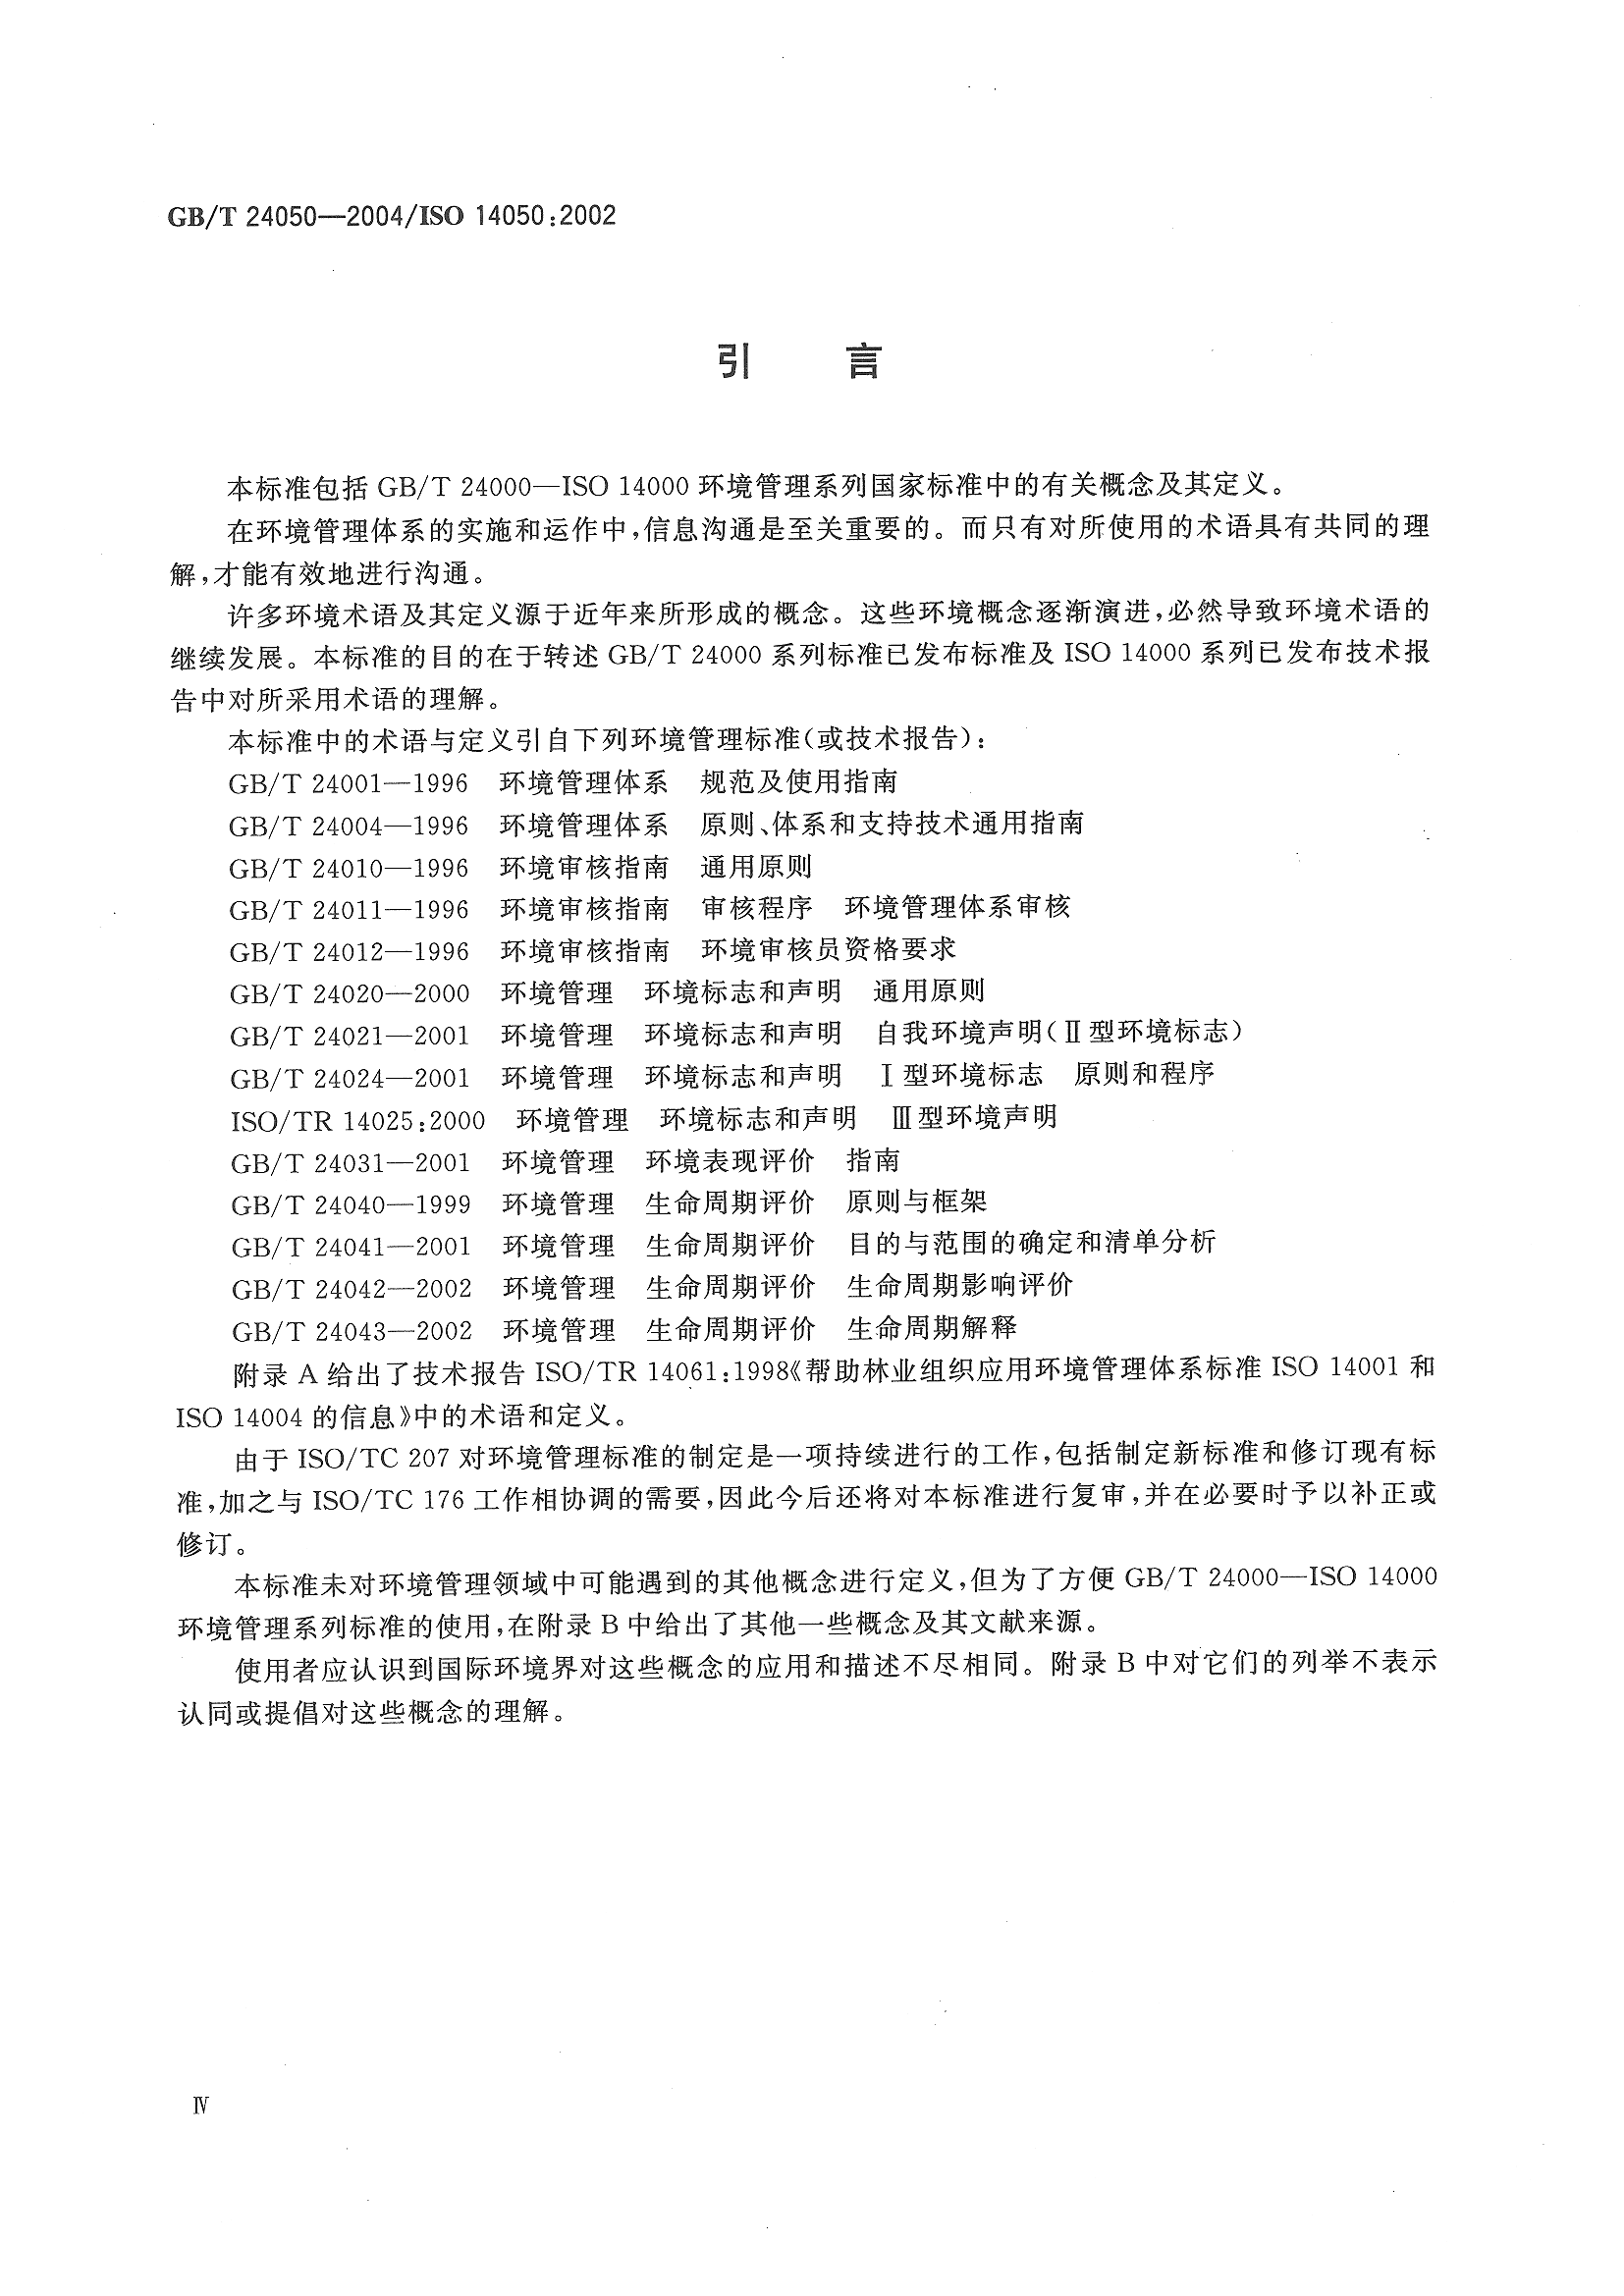 GB/T 24050—2004/ISO 14050:2002
引 言
本标准包括 GB/T 24000—ISO 14000 环境管理系列国家标准中的有关概念及其定义。
在环境管理体系的实施和运作中,信息沟通是至关重要的。而只有对所使用的术语具有共同的理
解,才能有效地进行沟通。
许多环境术语及其定义源于近年来所形成的概念。这些环境概念逐渐演进,必然导致环境术语的
继续发展。本标准的目的在于转述 GB/T 24000 系列标准已发布标准及 ISO 14000 系列已发布技术报
告中对所采用术语的理解。
本标准中的术语与定义引自下列环境管理标准(或技术报告):
GB/T 24001—1996 环境管理体系 规范及使用指南
GB/T 24004—1996 环境管理体系 原则、体系和支持技术通用指南
GB/T 24010—1996 环境审核指南 通用原则
GB/T 24011—1996 环境审核指南 审核程序 环境管理体系审核
GB/T 24012—1996 环境审核指南 环境审核员资格要求
GB/T 24020—2000 环境管理 环境标志和声明 通用原则
GB/T 24021—2001 环境管理 环境标志和声明 自我环境声明(Ⅱ型环境标志)
GB/T 24024—2001 环境管理 环境标志和声明 Ⅰ型环境标志 原则和程序
ISO/TR 14025:2000 环境管理 环境标志和声明 Ⅲ型环境声明
GB/T 24031—2001 环境管理 环境表现评价 指南
GB/T 24040—1999 环境管理 生命周期评价 原则与框架
GB/T 24041—2001 环境管理 生命周期评价 目的与范围的确定和清单分析
GB/T 24042—2002 环境管理 生命周期评价 生命周期影响评价
GB/T 24043—2002 环境管理 生命周期评价 生命周期解释
附录 A 给出了技术报告 ISO/TR 14061:1998《帮助林业组织应用环境管理体系标准 ISO 14001 和
ISO 14004 的信息》中的术语和定义。
由于 ISO/TC 207 对环境管理标准的制定是一项持续进行的工作,包括制定新标准和修订现有标
准,加之与 ISO/TC 176 工作相协调的需要,因此今后还将对本标准进行复审,并在必要时予以补正或
修订。
本标准未对环境管理领域中可能遇到的其他概念进行定义,但为了方便 GB/T 24000—ISO 14000
环境管理系列标准的使用,在附录 B 中给出了其他一些概念及其文献来源。
使用者应认识到国际环境界对这些概念的应用和描述不尽相同。附录 B 中对它们的列举不表示
认同或提倡对这些概念的理解。
Ⅳ